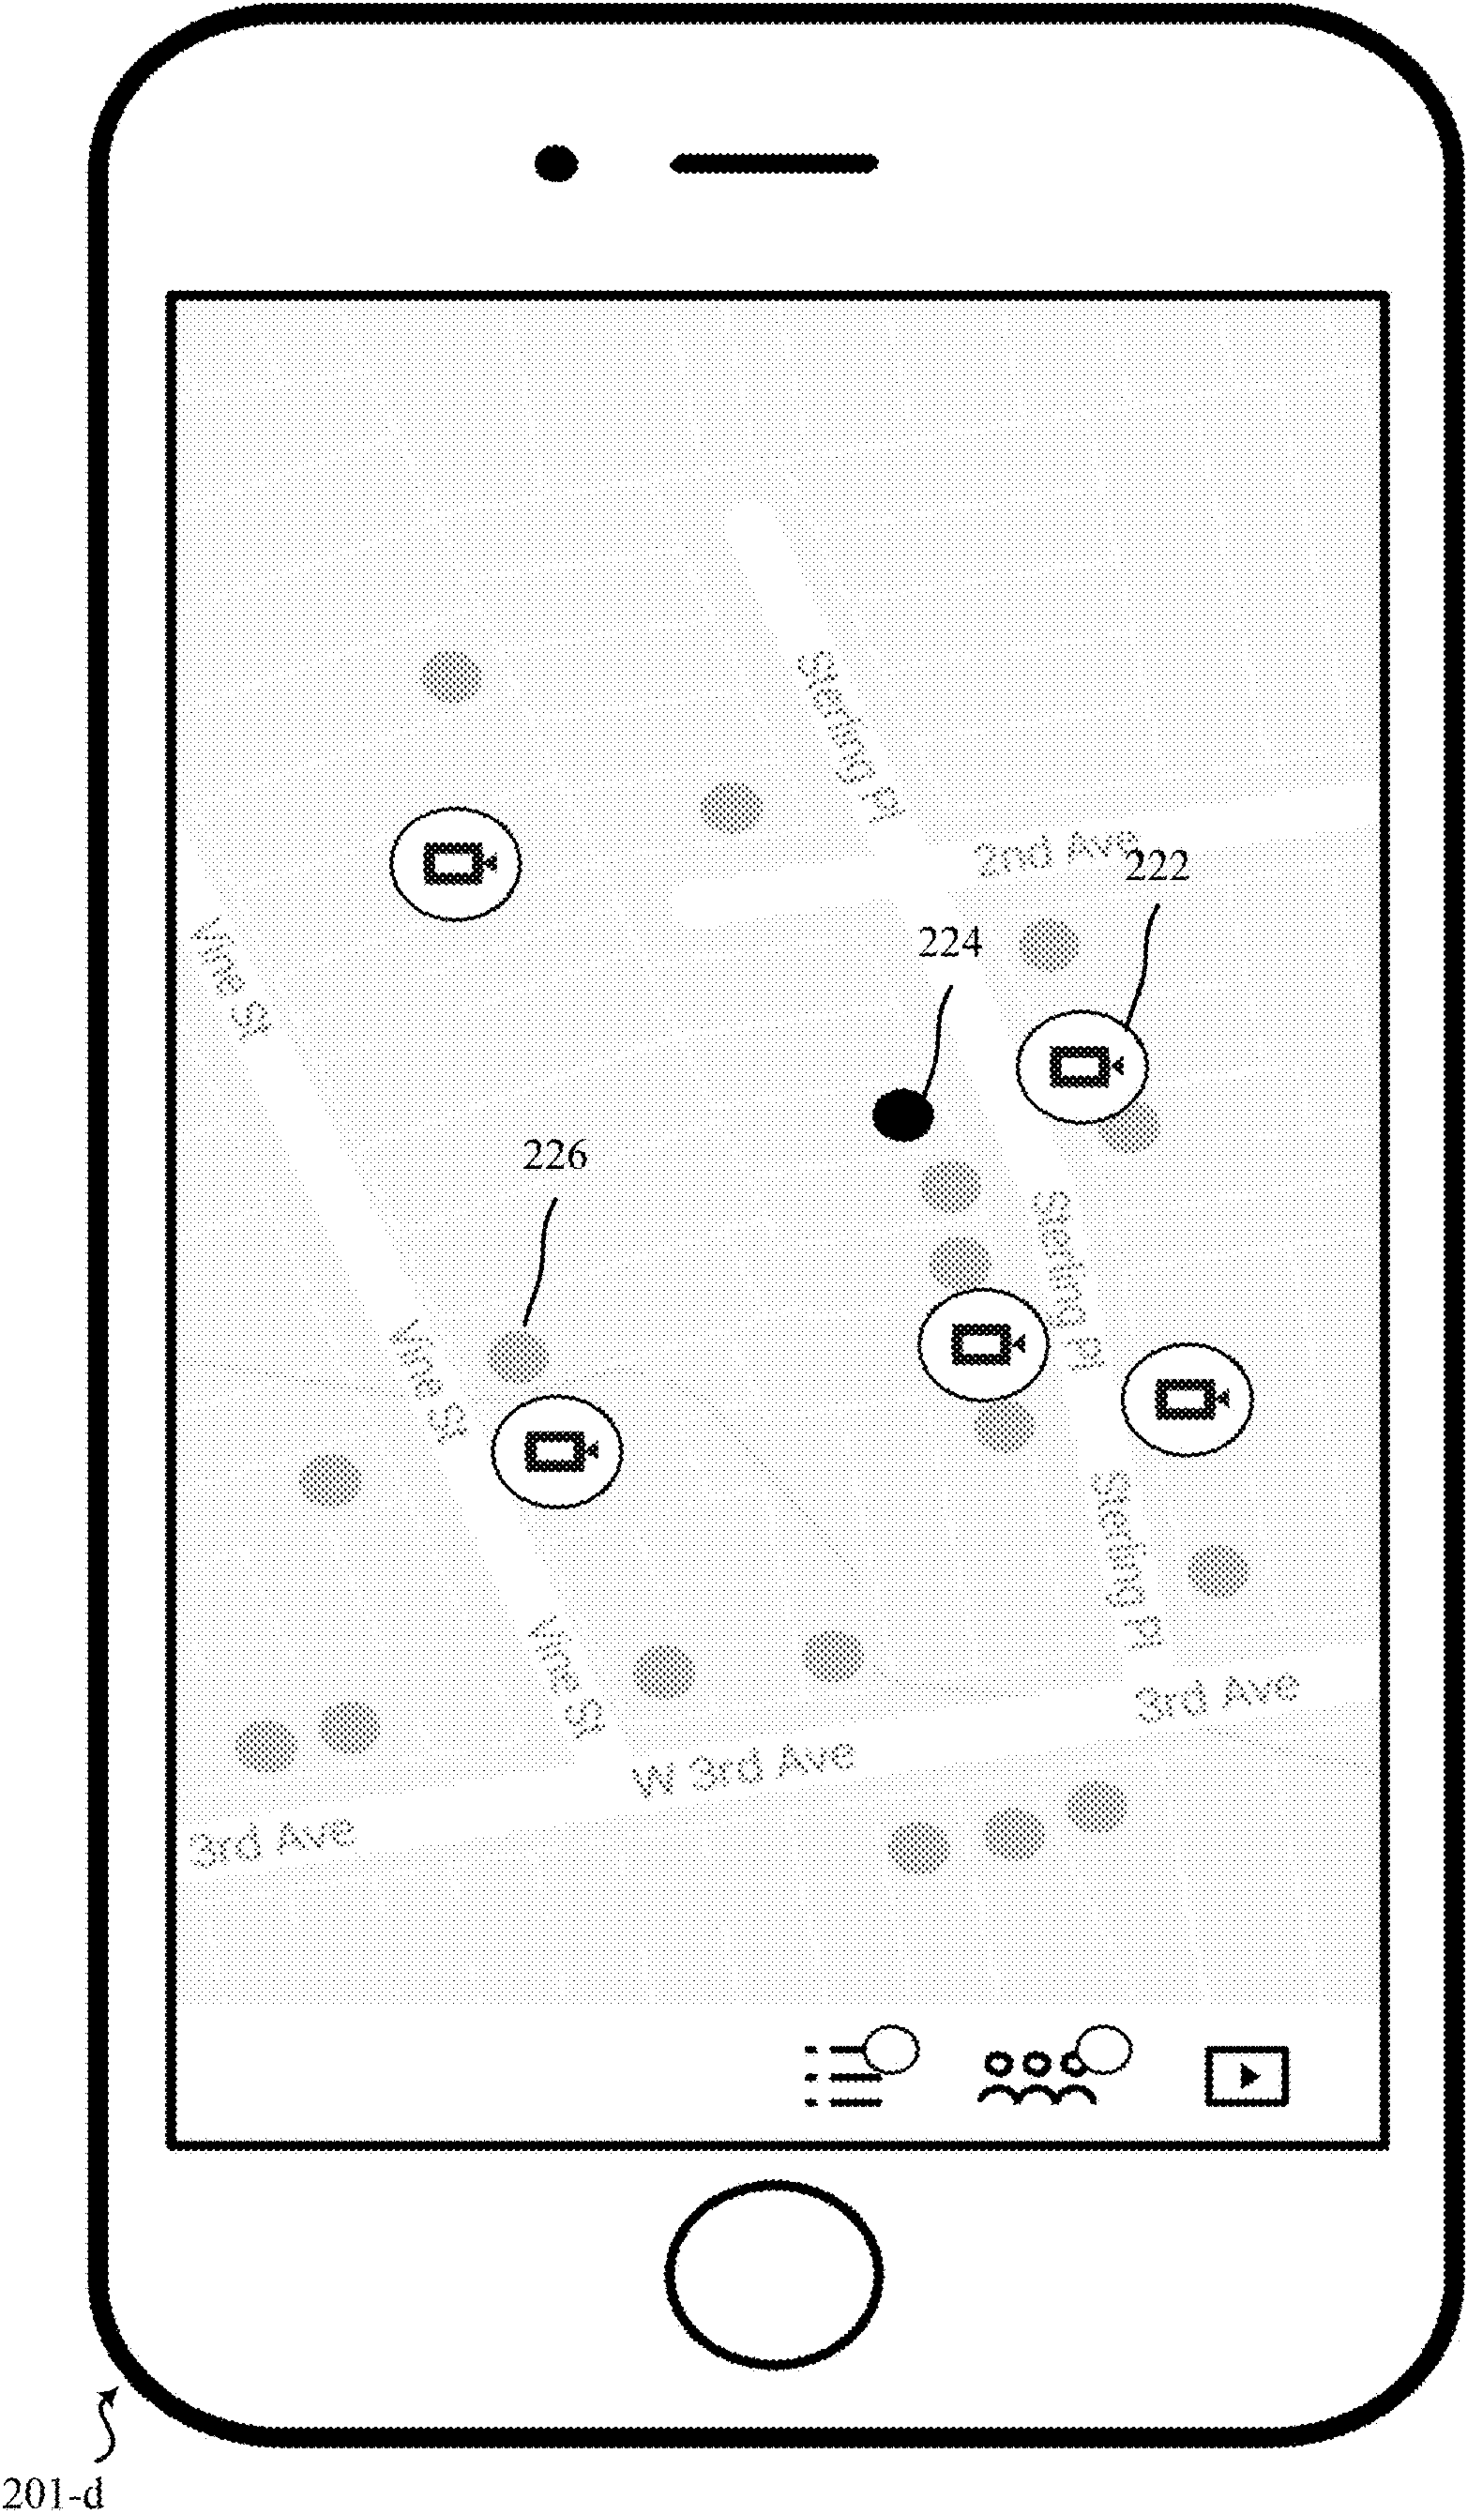 Sterling Pl
2nd Ave
222
224
Vine St
226
Sterling Pl
Vine St
Sterling Pl
Vine St
3rd Ave
W 3rd Ave
3rd Ave
201-d